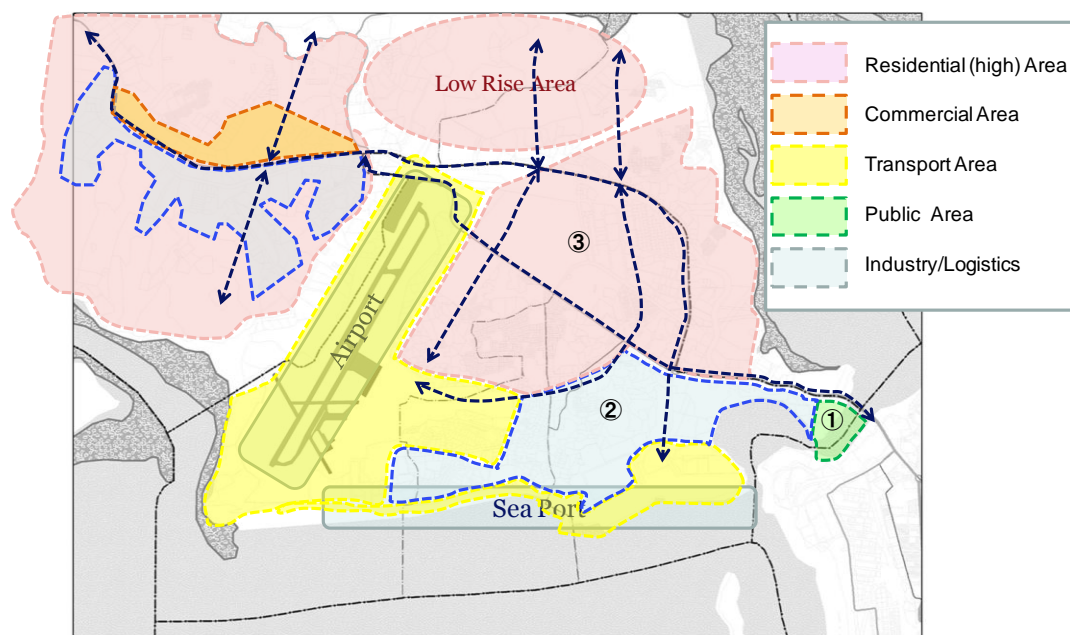 Low Rise Area
Residential (high) Area
Commercial Area
Transport Area
Public Area
Industry/Logistics
③
Airport
②
①
Sea Port